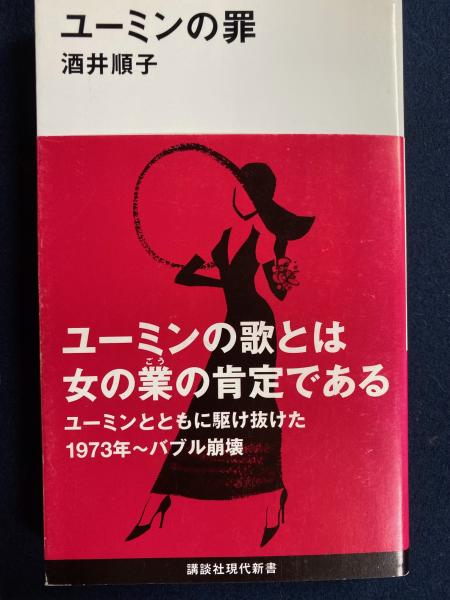 ユーミンの罪
酒井順子
ユーミンの歌とは
女の業の肯定である
ごう
ユーミンとともに駆け抜けた
1973年〜バブル崩壊
講談社現代新書